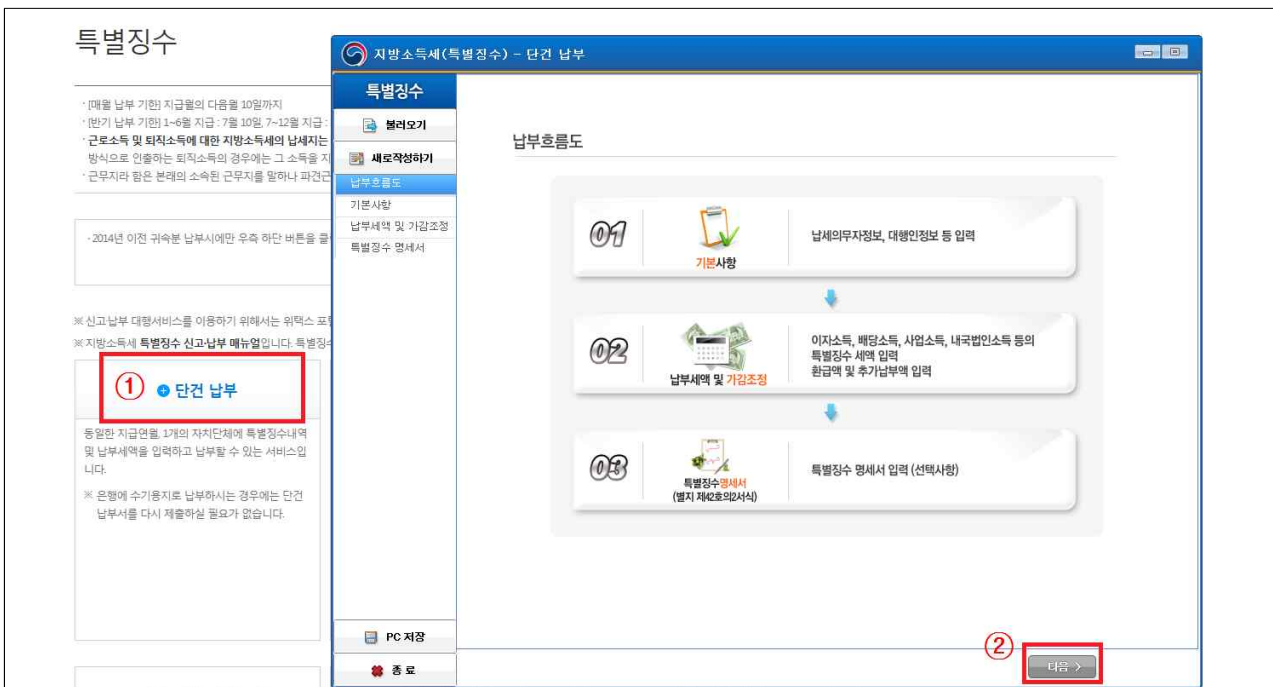 특별징수
· [매월 납부 기한] 지급월의 다음월 10일까지
· [반기 납부 기한] 1~6월 지급 : 7월 10일, 7~12월 지급 :
· 근로소득 및 퇴직소득에 대한 지방소득세의 납세지는
방식으로 인출하는 퇴직소득의 경우에는 그 소득을 지
· 근무지라 함은 본래의 소속된 근무지를 말하나 파견근
· 2014년 이전 귀속분 납부시에만 우측 하단 버튼을 클
※ 신고납부 대행서비스를 이용하기 위해서는 위택스 포털
※ 지방소득세 특별징수 신고·납부 매뉴얼입니다. 특별징수
① 단건 납부
동일한 지급연월, 1개의 자치단체에 특별징수내역
및 납부세액을 입력하고 납부할 수 있는 서비스입
니다.
※ 은행에 수기용지로 납부하시는 경우에는 단건
납부서를 다시 제출하실 필요가 없습니다.
지방소득세(특별징수) - 단건 납부
특별징수
불러오기
새로작성하기
납부흐름도
기본사항
납부세액 및 가감조정
특별징수 명세서
PC 저장
종 료
납부흐름도
01
기본사항
납세의무자정보, 대행인정보 등 입력
02
납부세액 및 가감조정
이자소득, 배당소득, 사업소득, 내국법인소득 등의
특별징수 세액 입력
환급액 및 추가납부액 입력
03
특별징수명세서
(별지 제42호의2서식)
특별징수 명세서 입력 (선택사항)
②
다음 >